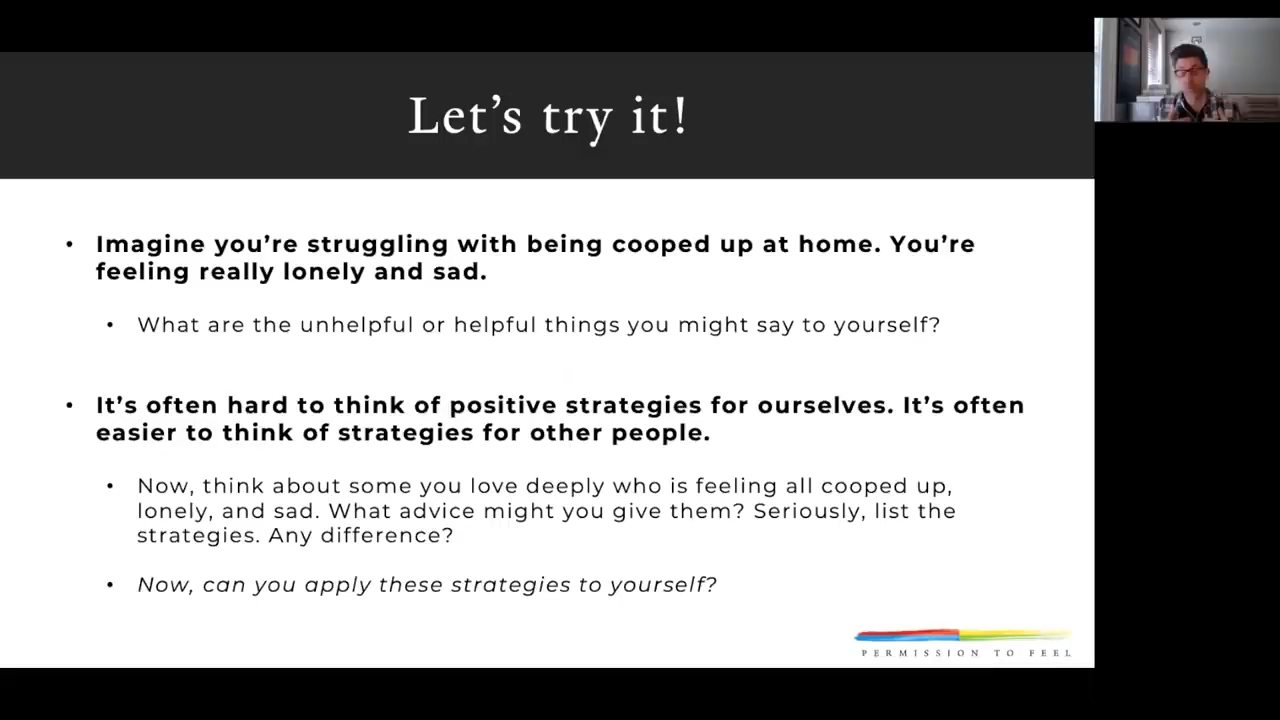 Let's try it!
• Imagine you're struggling with being cooped up at home. You're
feeling really lonely and sad.
• What are the unhelpful or helpful things you might say to yourself?
• It's often hard to think of positive strategies for ourselves. It's often
easier to think of strategies for other people.
• Now, think about some you love deeply who is feeling all cooped up,
lonely, and sad. What advice might you give them? Seriously, list the
strategies. Any difference?
• Now, can you apply these strategies to yourself?
PERMISSION TO FEEL